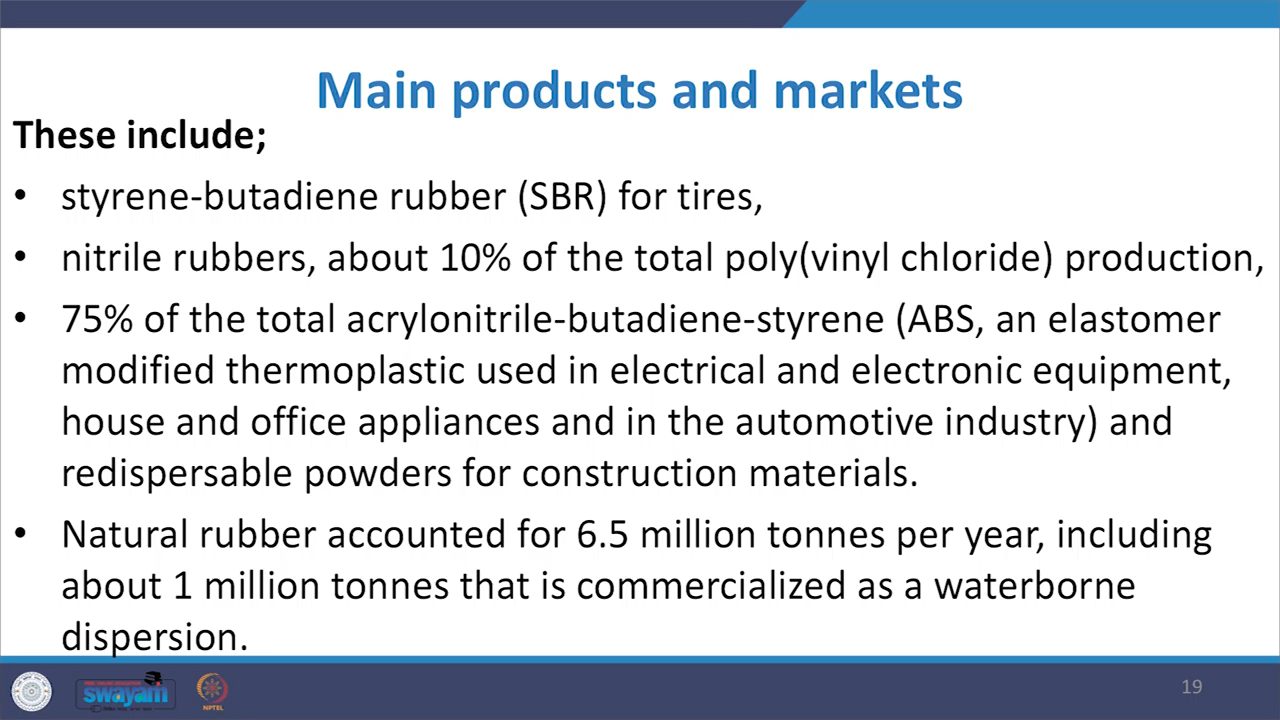 Main products and markets
These include;
• styrene-butadiene rubber (SBR) for tires,
• nitrile rubbers, about 10% of the total poly(vinyl chloride) production,
• 75% of the total acrylonitrile-butadiene-styrene (ABS, an elastomer
modified thermoplastic used in electrical and electronic equipment,
house and office appliances and in the automotive industry) and
redispersable powders for construction materials.
• Natural rubber accounted for 6.5 million tonnes per year, including
about 1 million tonnes that is commercialized as a waterborne
dispersion.
swayam
NPTEL
19